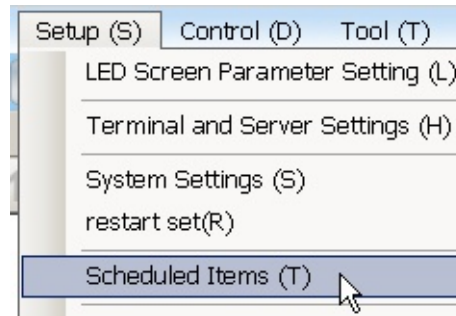 Setup (S) Control (D) Tool (T)
LED Screen Parameter Setting (L)
Terminal and Server Settings (H)
System Settings (S)
restart set(R)
Scheduled Items (T)